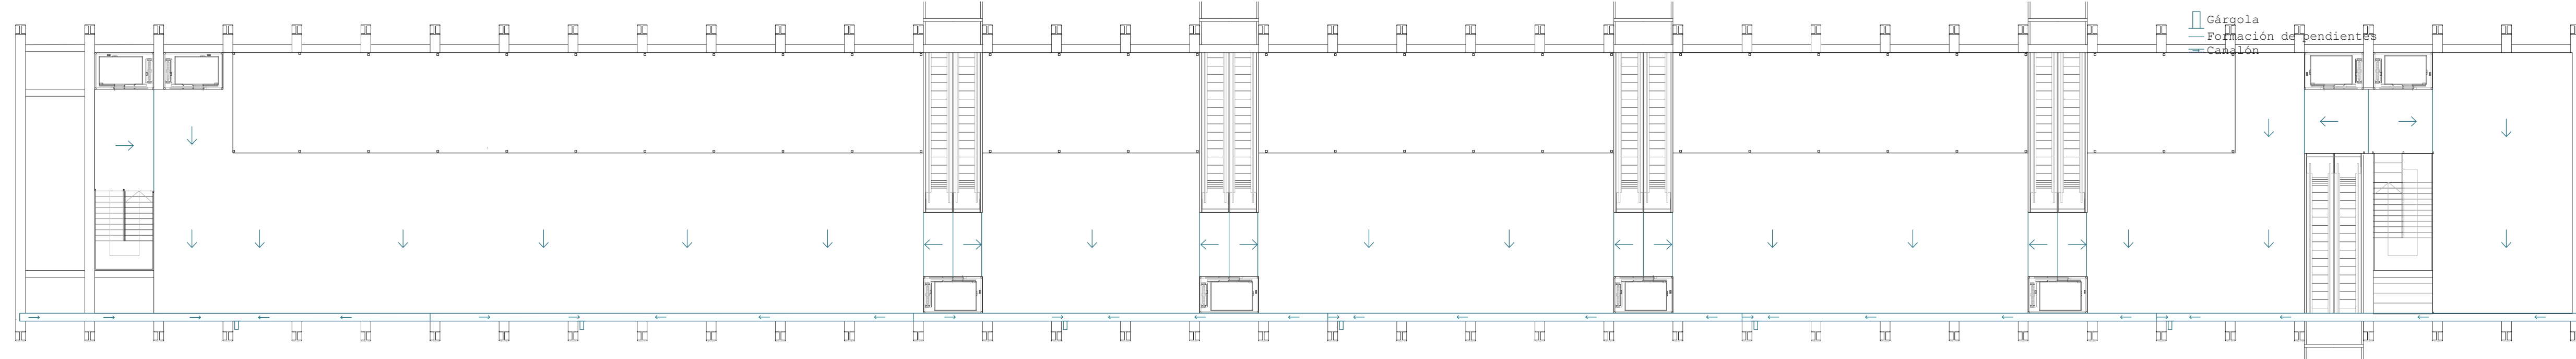 Gárgola
Formación de pendientes
Canalón